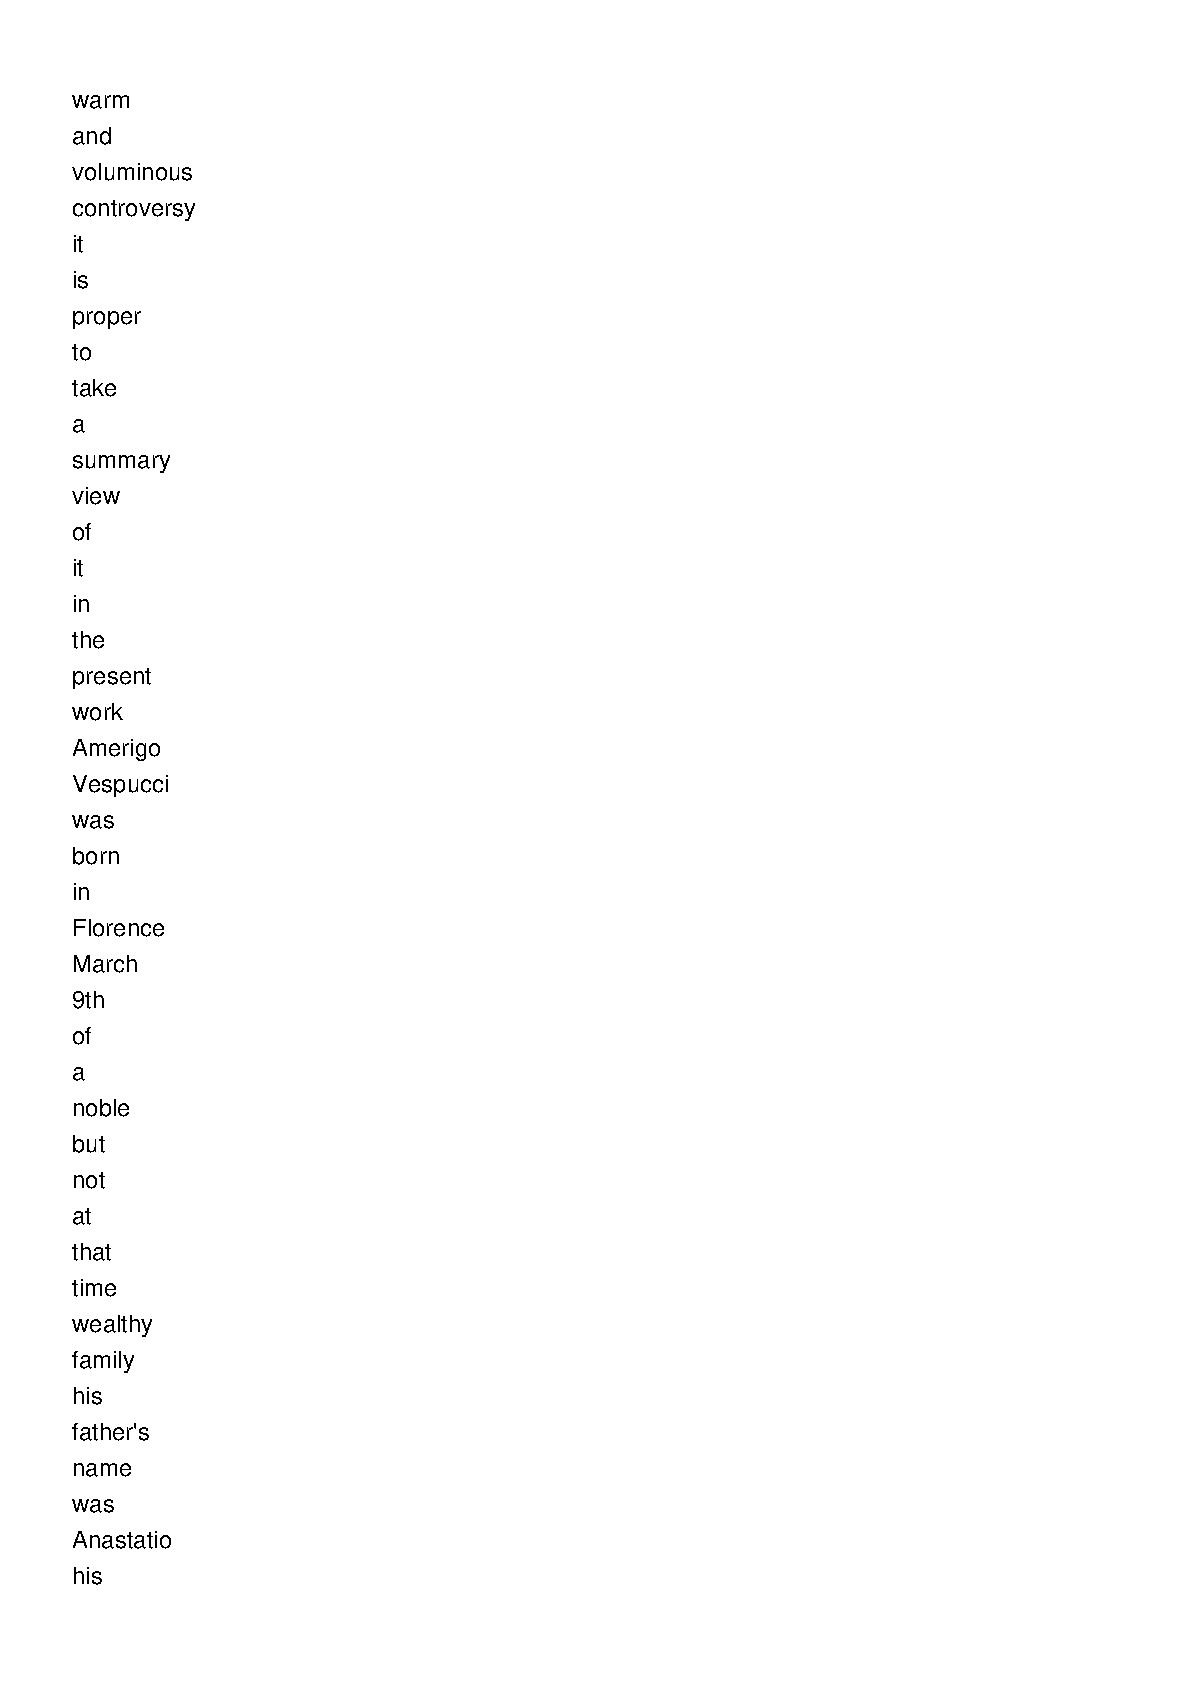 warm
and
voluminous
controversy
it
is
proper
to
take
a
summary
view
of
it
in
the
present
work
Amerigo
Vespucci
was
born
in
Florence
March
9th
of
a
noble
but
not
at
that
time
wealthy
family
his
father's
name
was
Anastatio
his